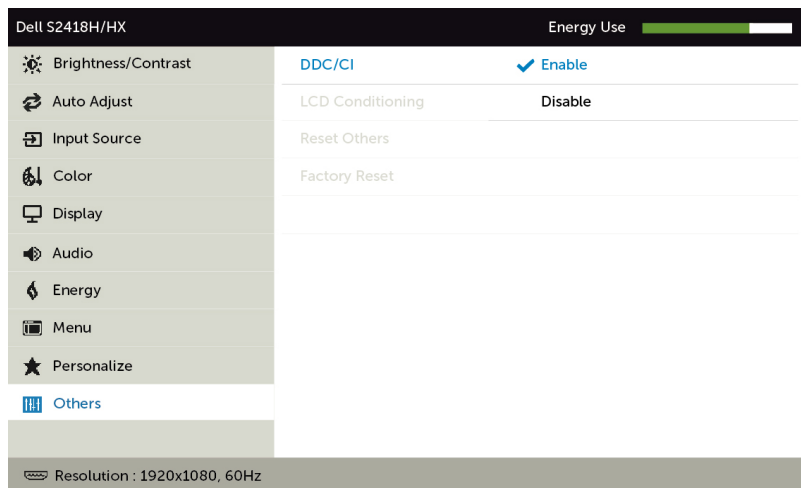 Dell S2418H/HX Energy Use
Brightness/Contrast DDC/CI Enable
Auto Adjust LCD Conditioning Disable
Input Source Reset Others
Color Factory Reset
Display
Audio
Energy
Menu
Personalize
Others
Resolution : 1920x1080, 60Hz